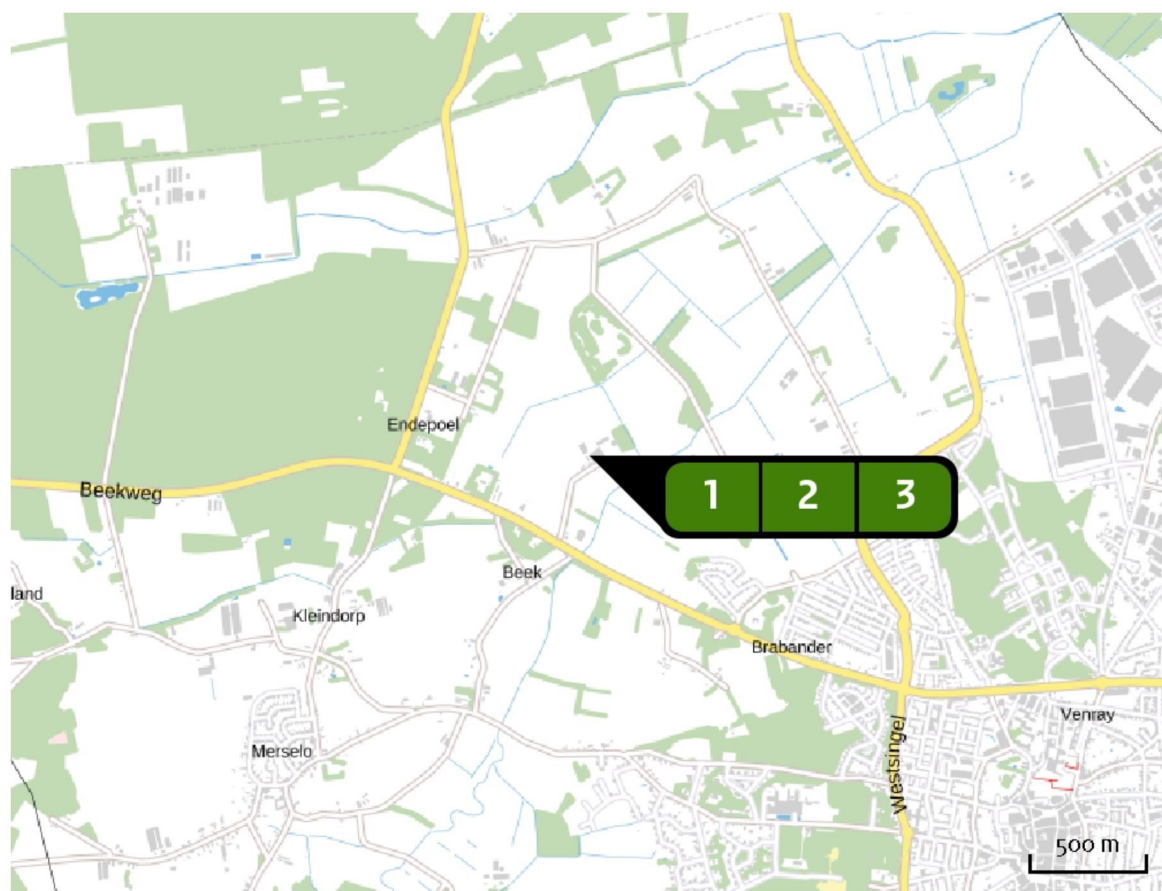 Endepoel
1 2 3
Beekweg
Beek
land
Kleindorp
Brabander
Venray
Westsingel
Merselo
500 m